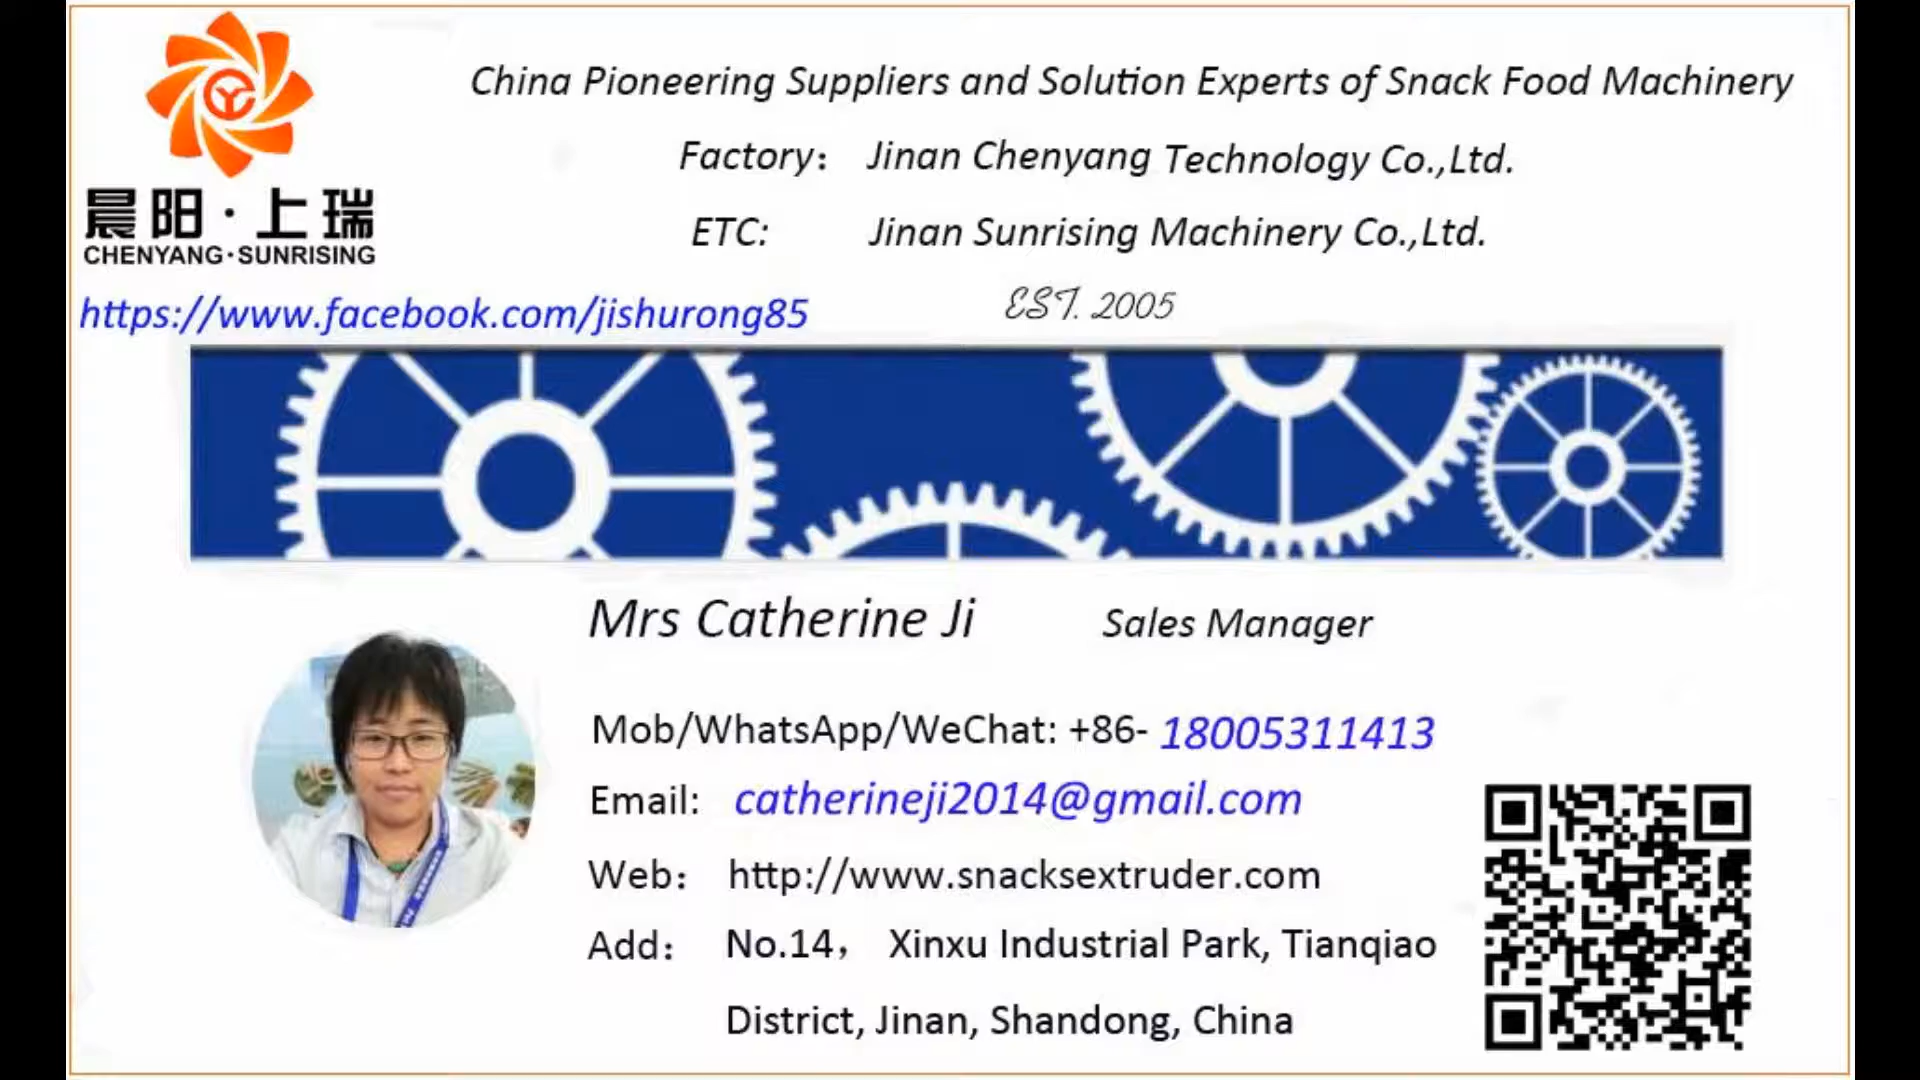 China Pioneering Suppliers and Solution Experts of Snack Food Machinery
Factory： Jinan Chenyang Technology Co.,Ltd.
晨阳·上瑞
ETC: Jinan Sunrising Machinery Co.,Ltd.
CHENYANG·SUNRISING
https://www.facebook.com/jishurong85
EST. 2005
Mrs Catherine Ji Sales Manager
Mob/WhatsApp/WeChat: +86- 18005311413
Email: catherineji2014@gmail.com
Web： http://www.snacksextruder.com
Add： No.14， Xinxu Industrial Park, Tianqiao
District, Jinan, Shandong, China